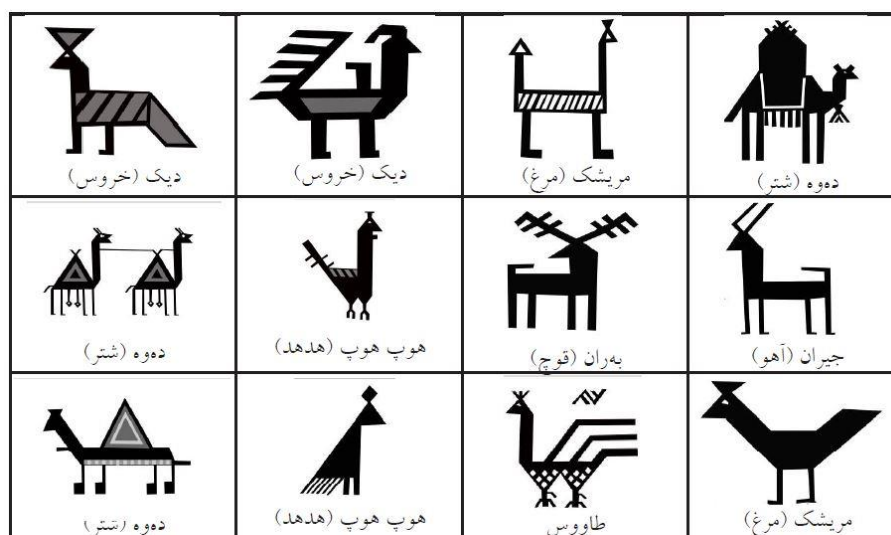 دەوە (شتر)
مریشک (مرغ)
دیک (خروس)
دیک (خروس)
جیران (آهو)
بەران (قوچ)
هوپ هوپ (هدهد)
دەوە (شتر)
مریشک (مرغ)
طاووس
هوپ هوپ (هدهد)
دەوە (شتر)